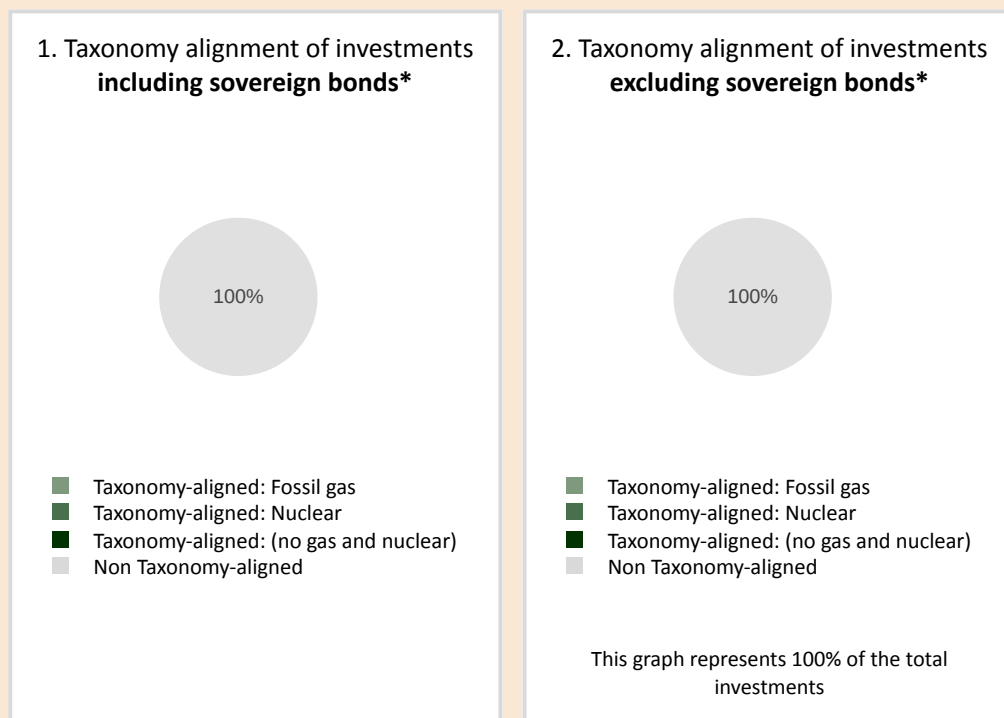 1. Taxonomy alignment of investments
including sovereign bonds*
100%
Taxonomy-aligned: Fossil gas
Taxonomy-aligned: Nuclear
Taxonomy-aligned: (no gas and nuclear)
Non Taxonomy-aligned
2. Taxonomy alignment of investments
excluding sovereign bonds*
100%
Taxonomy-aligned: Fossil gas
Taxonomy-aligned: Nuclear
Taxonomy-aligned: (no gas and nuclear)
Non Taxonomy-aligned
This graph represents 100% of the total
investments